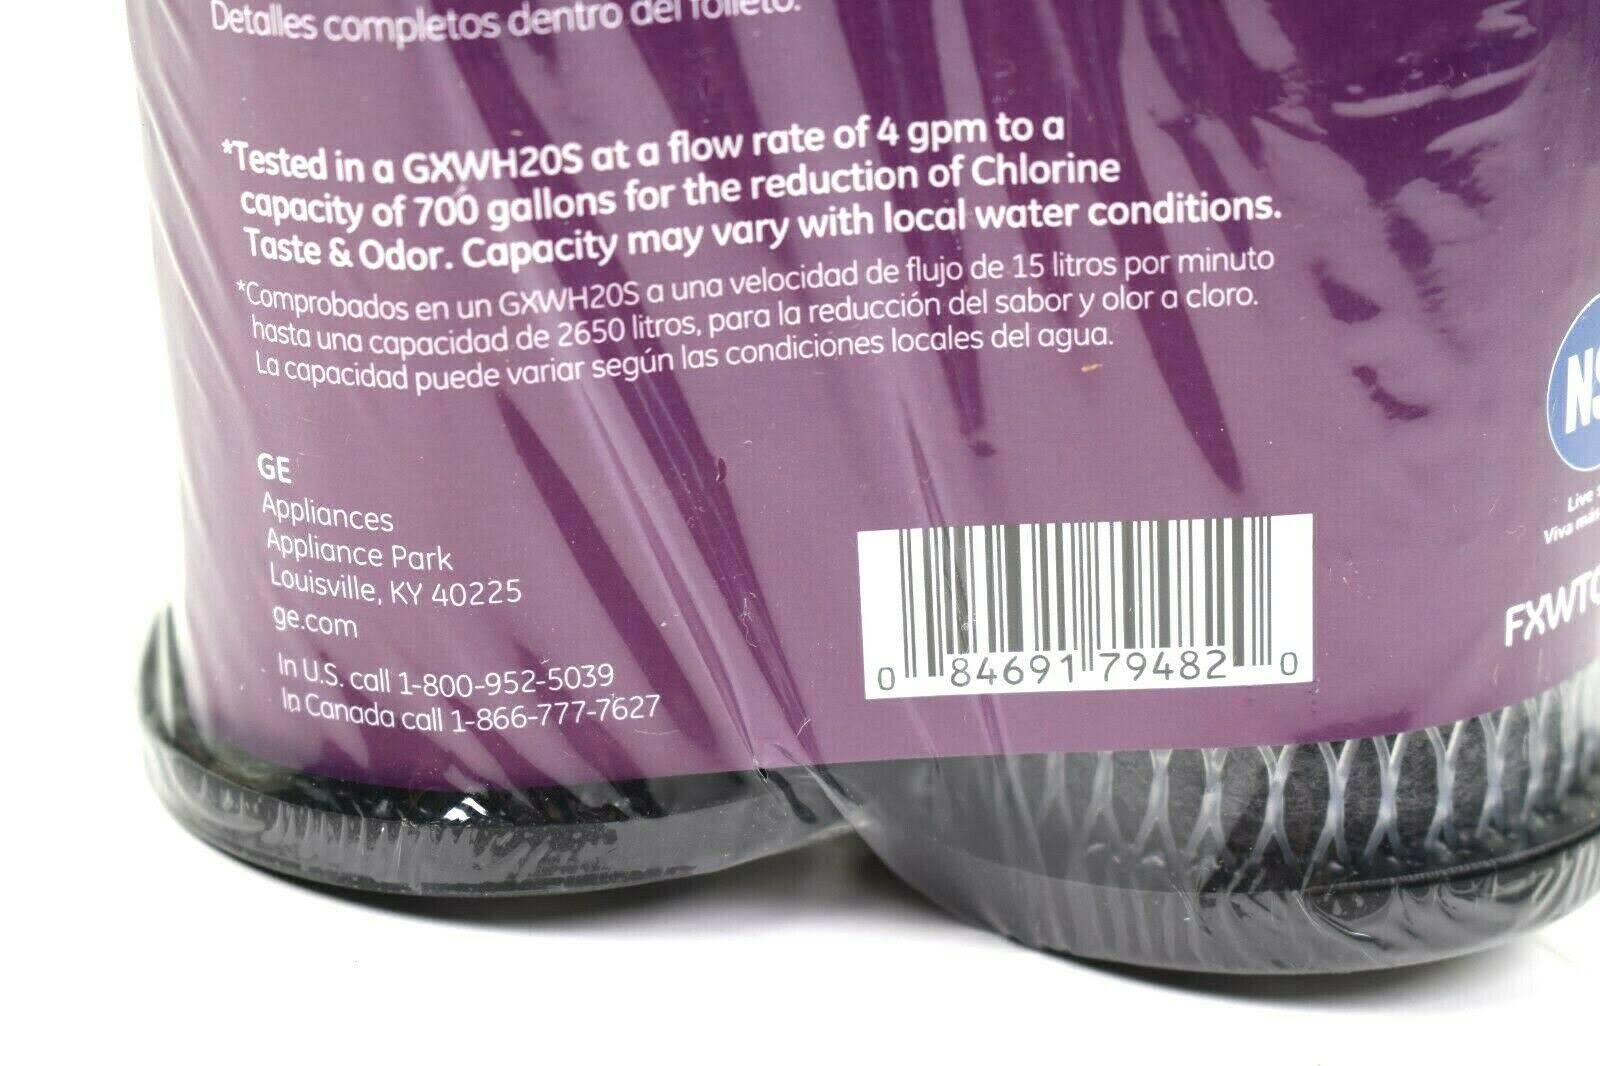 Detalles completos dentro del folleto.
*Tested in a GXWH20S at a flow rate of 4 gpm to a
capacity of 700 gallons for the reduction of Chlorine
Taste & Odor. Capacity may vary with local water conditions.
*Comprobados en un GXWH20S a una velocidad de flujo de 15 litros por minuto
hasta una capacidad de 2650 litros, para la reducción del sabor y olor a cloro.
La capacidad puede variar según las condiciones locales del agua.
GE
Appliances
Appliance Park
Louisville, KY 40225
ge.com
In U.S. call 1-800-952-5039
In Canada call 1-866-777-7627
0 84691 79482 0
NS
Live
Viva más
FXWT